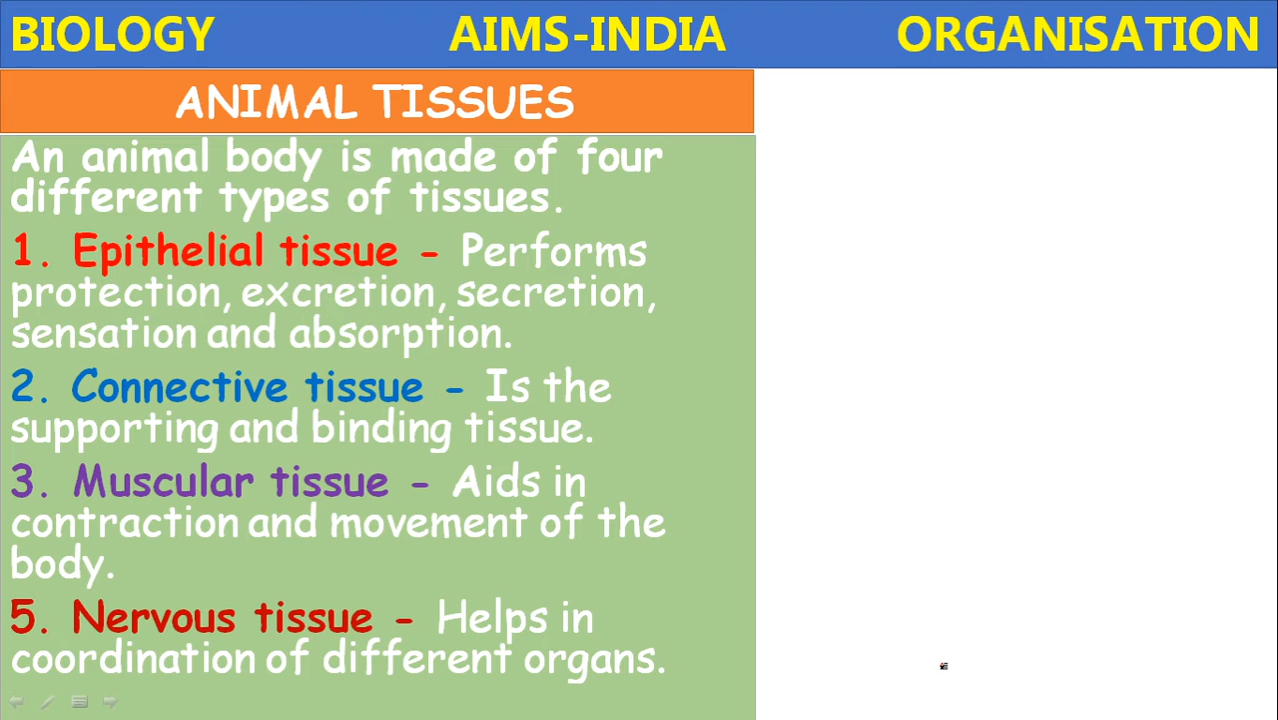 BIOLOGY AIMS-INDIA ORGANISATION
ANIMAL TISSUES
An animal body is made of four
different types of tissues.
1. Epithelial tissue - Performs
protection, excretion, secretion,
sensation and absorption.
2. Connective tissue - Is the
supporting and binding tissue.
3. Muscular tissue - Aids in
contraction and movement of the
body.
5. Nervous tissue - Helps in
coordination of different organs.